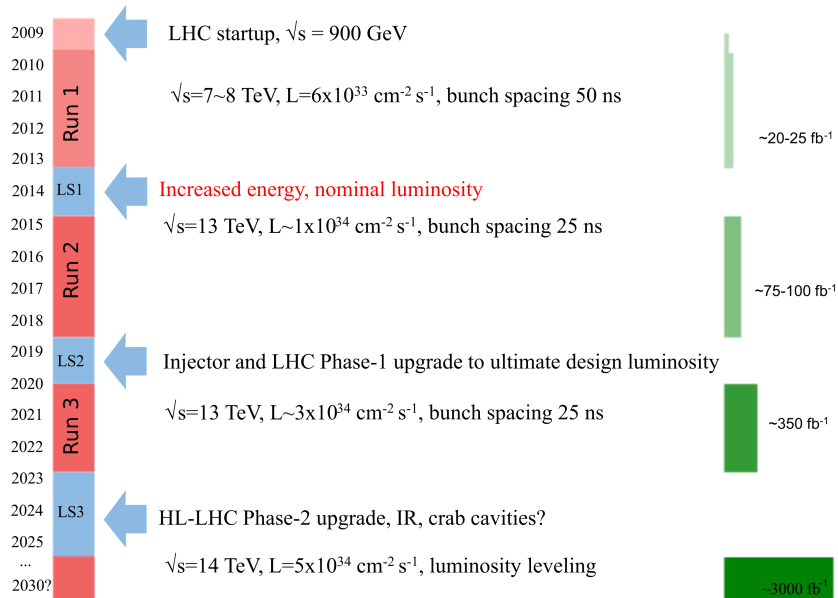 2009
LHC startup, √s = 900 GeV
2010
2011
√s=7~8 TeV, L=6x10³³ cm⁻² s⁻¹, bunch spacing 50 ns
Run 1
2012
~20-25 fb⁻¹
2013
2014
LS1
Increased energy, nominal luminosity
2015
√s=13 TeV, L~1x10³⁴ cm⁻² s⁻¹, bunch spacing 25 ns
2016
Run 2
2017
~75-100 fb⁻¹
2018
2019
LS2
Injector and LHC Phase-1 upgrade to ultimate design luminosity
2020
2021
√s=13 TeV, L~3x10³⁴ cm⁻² s⁻¹, bunch spacing 25 ns
Run 3
~350 fb⁻¹
2022
2023
2024
LS3
HL-LHC Phase-2 upgrade, IR, crab cavities?
2025
...
√s=14 TeV, L=5x10³⁴ cm⁻² s⁻¹, luminosity leveling
2030?
~3000 fb⁻¹